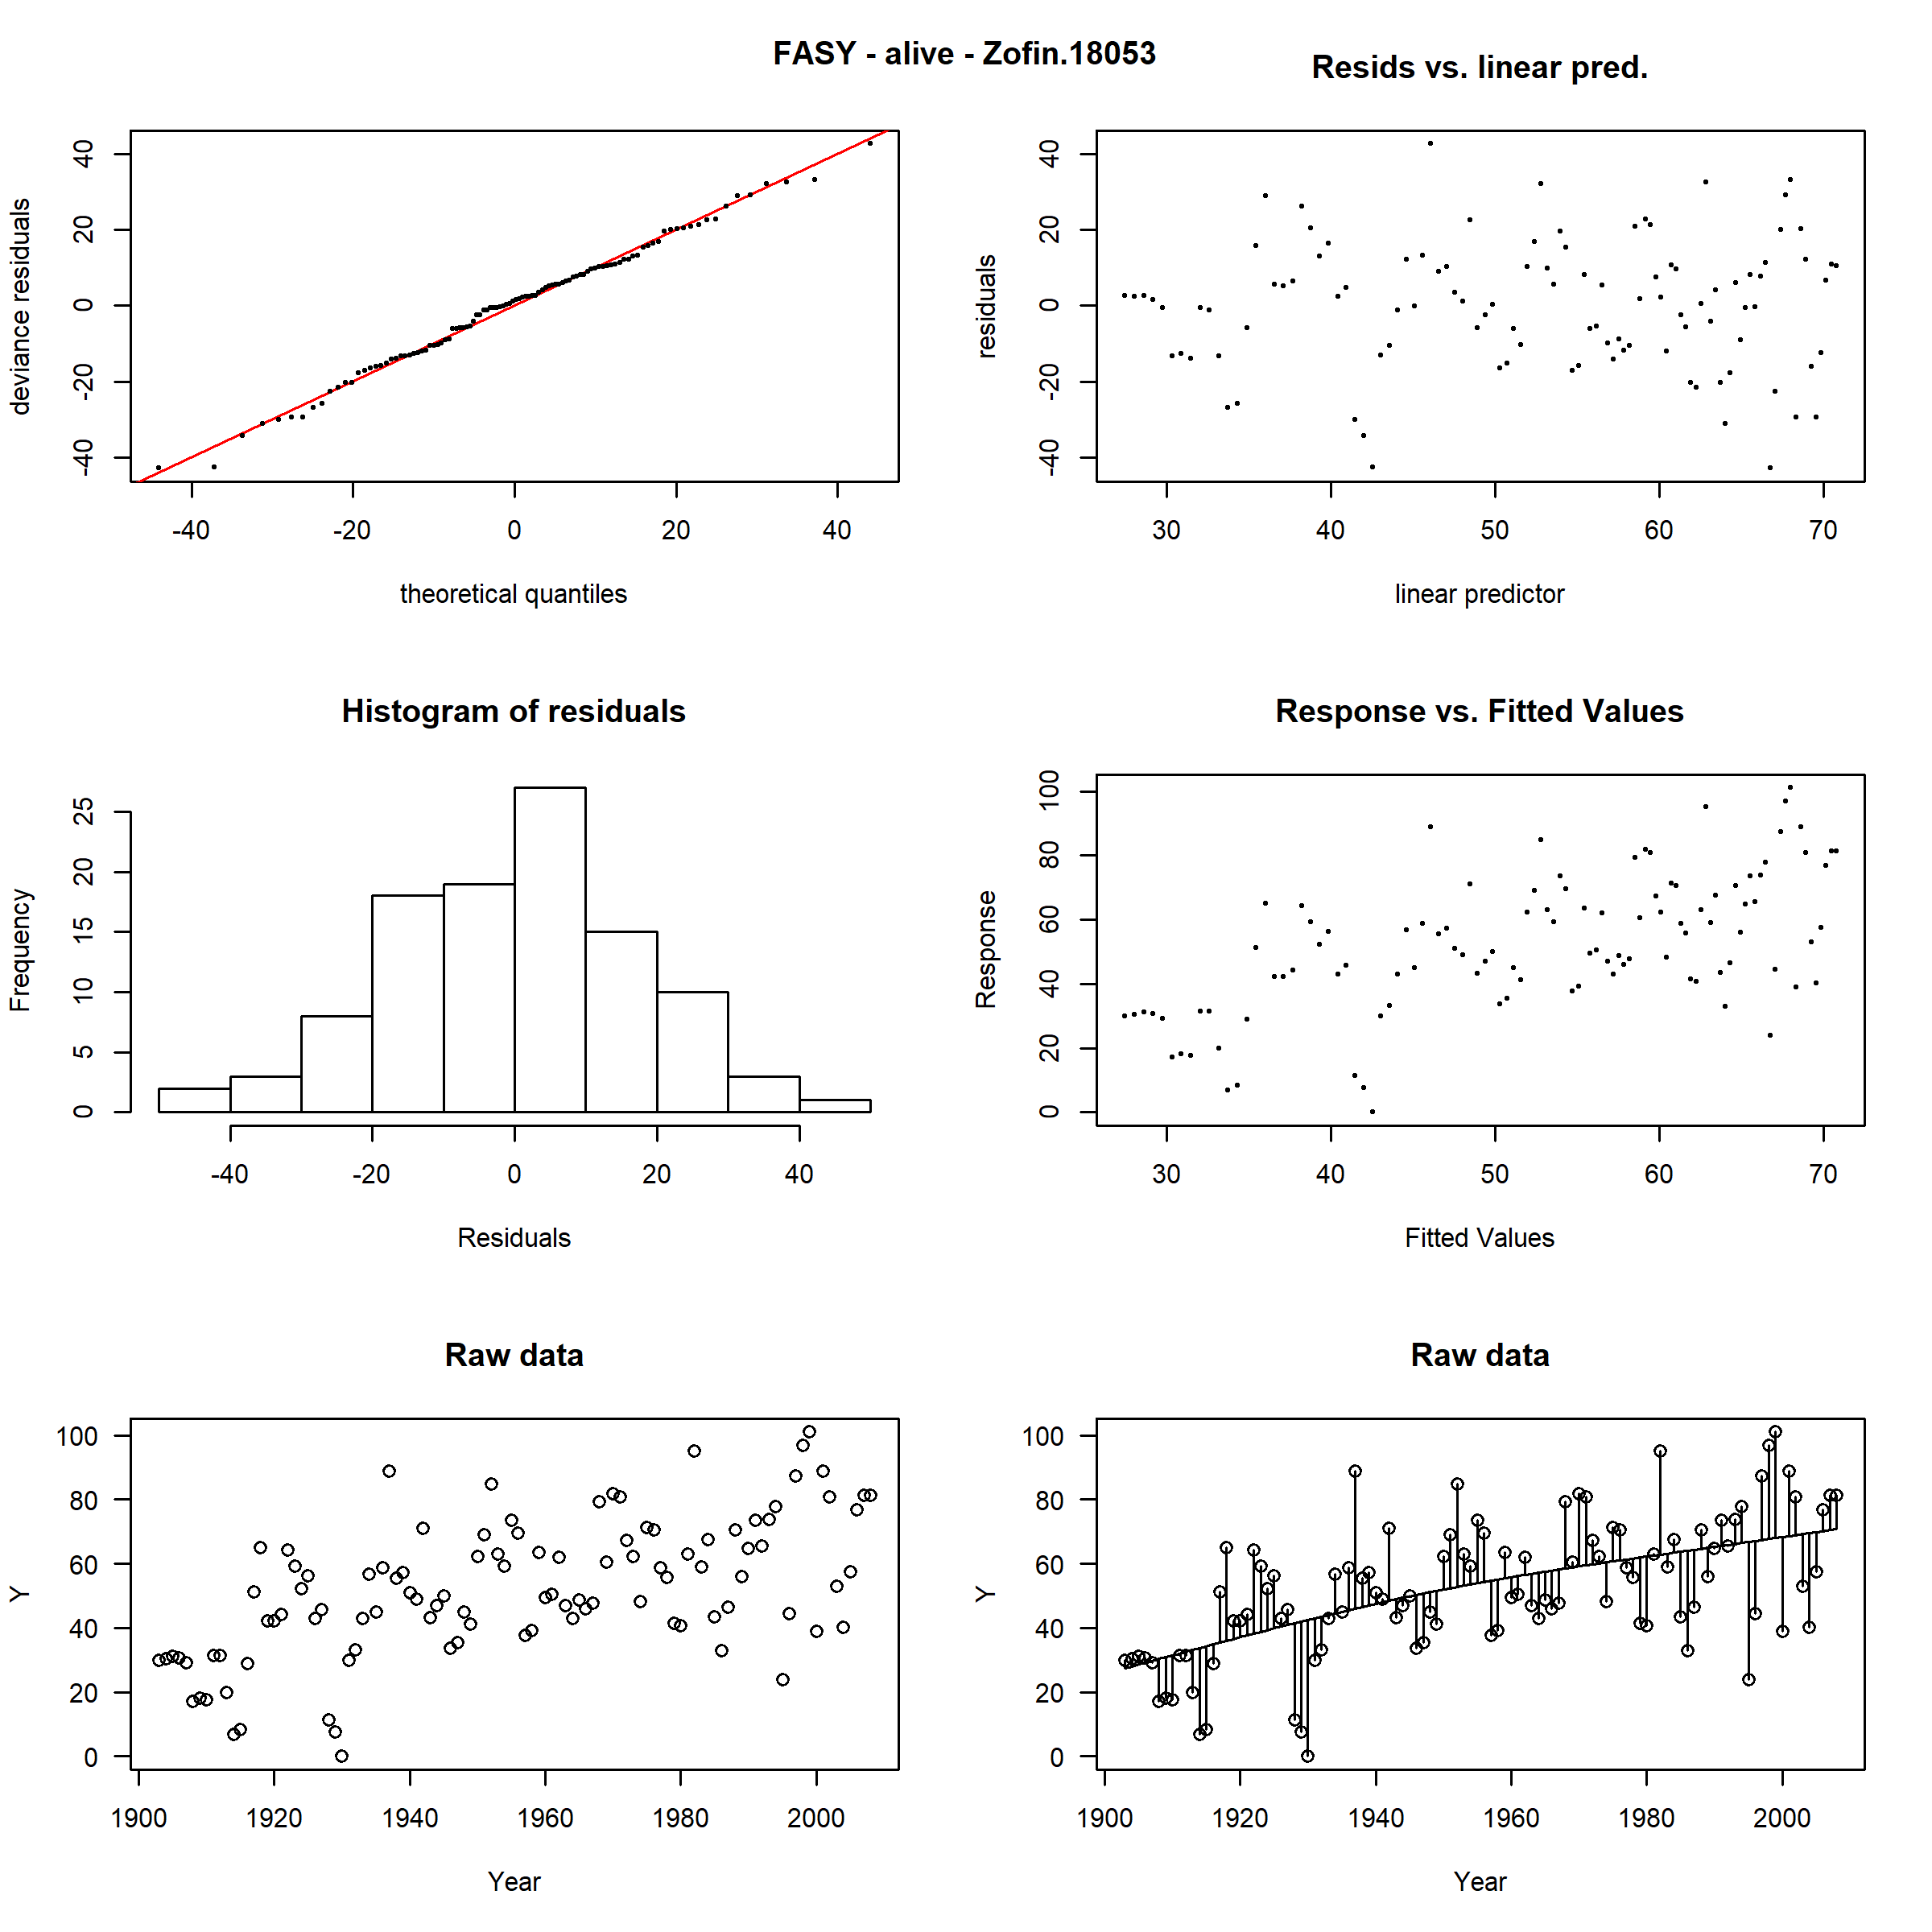 FASY - alive - Zofin.18053
Resids vs. linear pred.
deviance residuals
40
20
0
-20
-40
-40 -20 0 20 40
theoretical quantiles
residuals
40
20
0
-20
-40
30 40 50 60 70
linear predictor
Histogram of residuals
Frequency
25
20
15
10
5
0
-40 -20 0 20 40
Residuals
Response vs. Fitted Values
Response
100
80
60
40
20
0
30 40 50 60 70
Fitted Values
Raw data
Y
100
80
60
40
20
0
1900 1920 1940 1960 1980 2000
Year
Raw data
Y
100
80
60
40
20
0
1900 1920 1940 1960 1980 2000
Year